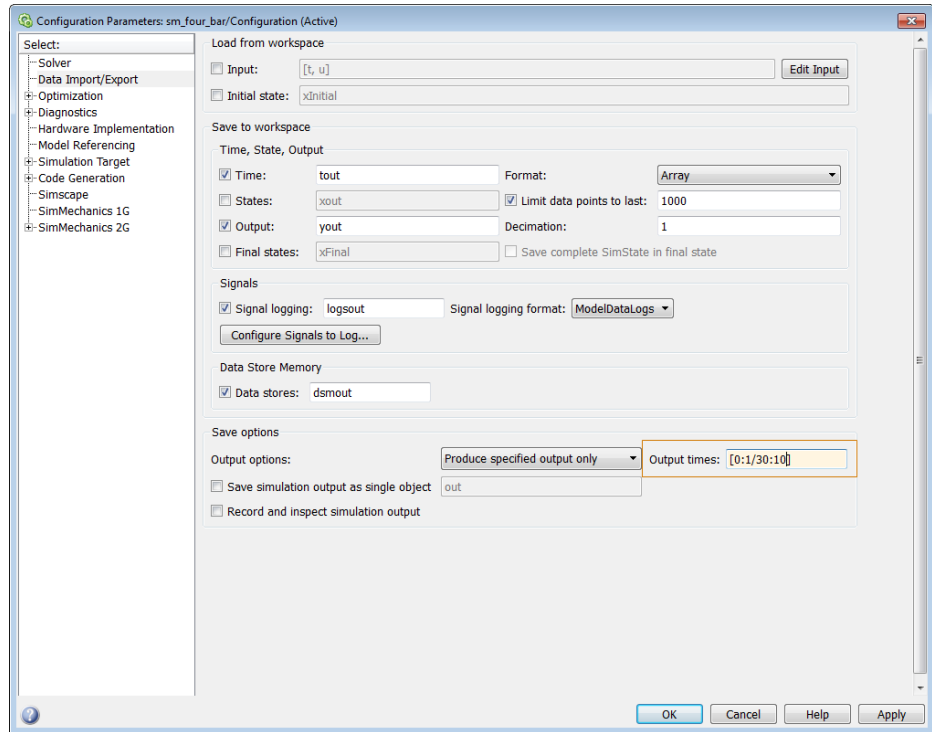 Configuration Parameters: sm_four_bar/Configuration (Active)
Select:
Solver
Data Import/Export
Optimization
Diagnostics
Hardware Implementation
Model Referencing
Simulation Target
Code Generation
Simscape
SimMechanics 1G
SimMechanics 2G
Load from workspace
Input: [t, u] Edit Input
Initial state: xInitial
Save to workspace
Time, State, Output
Time: tout Format: Array
States: xout Limit data points to last: 1000
Output: yout Decimation: 1
Final states: xFinal Save complete SimState in final state
Signals
Signal logging: logsout Signal logging format: ModelDataLogs
Configure Signals to Log...
Data Store Memory
Data stores: dsmout
Save options
Output options: Produce specified output only Output times: [0:1/30:10]
Save simulation output as single object out
Record and inspect simulation output
OK Cancel Help Apply